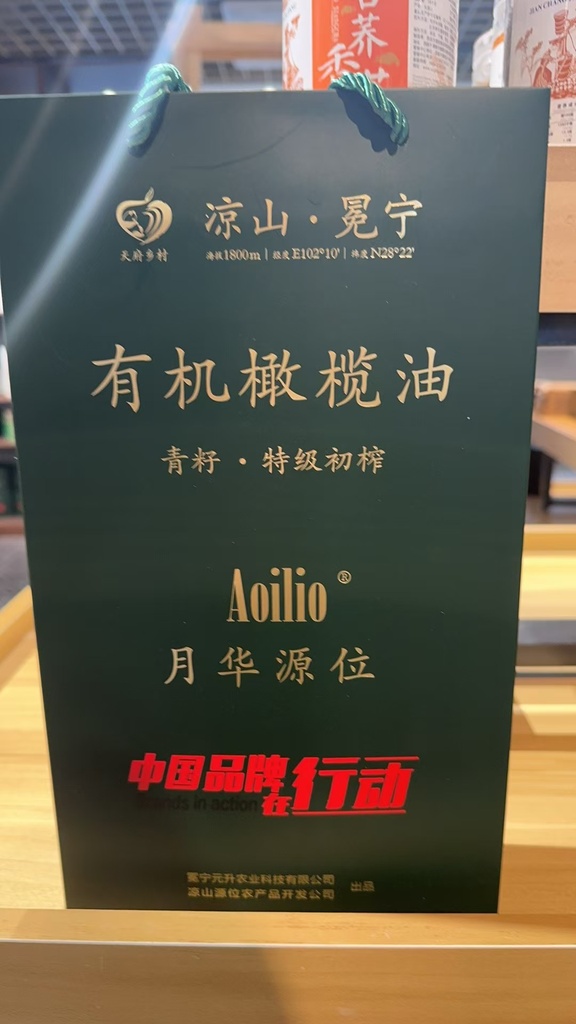 荞
香
JIAN CHANG
天府乡村
凉山·冕宁
海拔1800m | 经度E102°10' | 纬度N28°22'
有机橄榄油
青籽·特级初榨
Aoilio®
月华源位
中国品牌在行动
Brands in action
冕宁元升农业科技有限公司
凉山源位农产品开发公司
出品